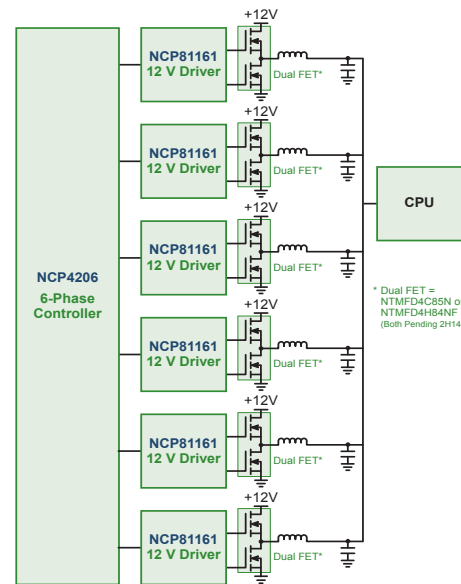 +12V
NCP81161
12 V Driver
Dual FET*
+12V
NCP81161
12 V Driver
Dual FET*
+12V
NCP81161
12 V Driver
Dual FET*
NCP4206
6-Phase
Controller
CPU
* Dual FET =
NTMFD4C85N o
NTMFD4H84NF
(Both Pending 2H14
+12V
NCP81161
12 V Driver
Dual FET*
+12V
NCP81161
12 V Driver
Dual FET*
+12V
NCP81161
12 V Driver
Dual FET*